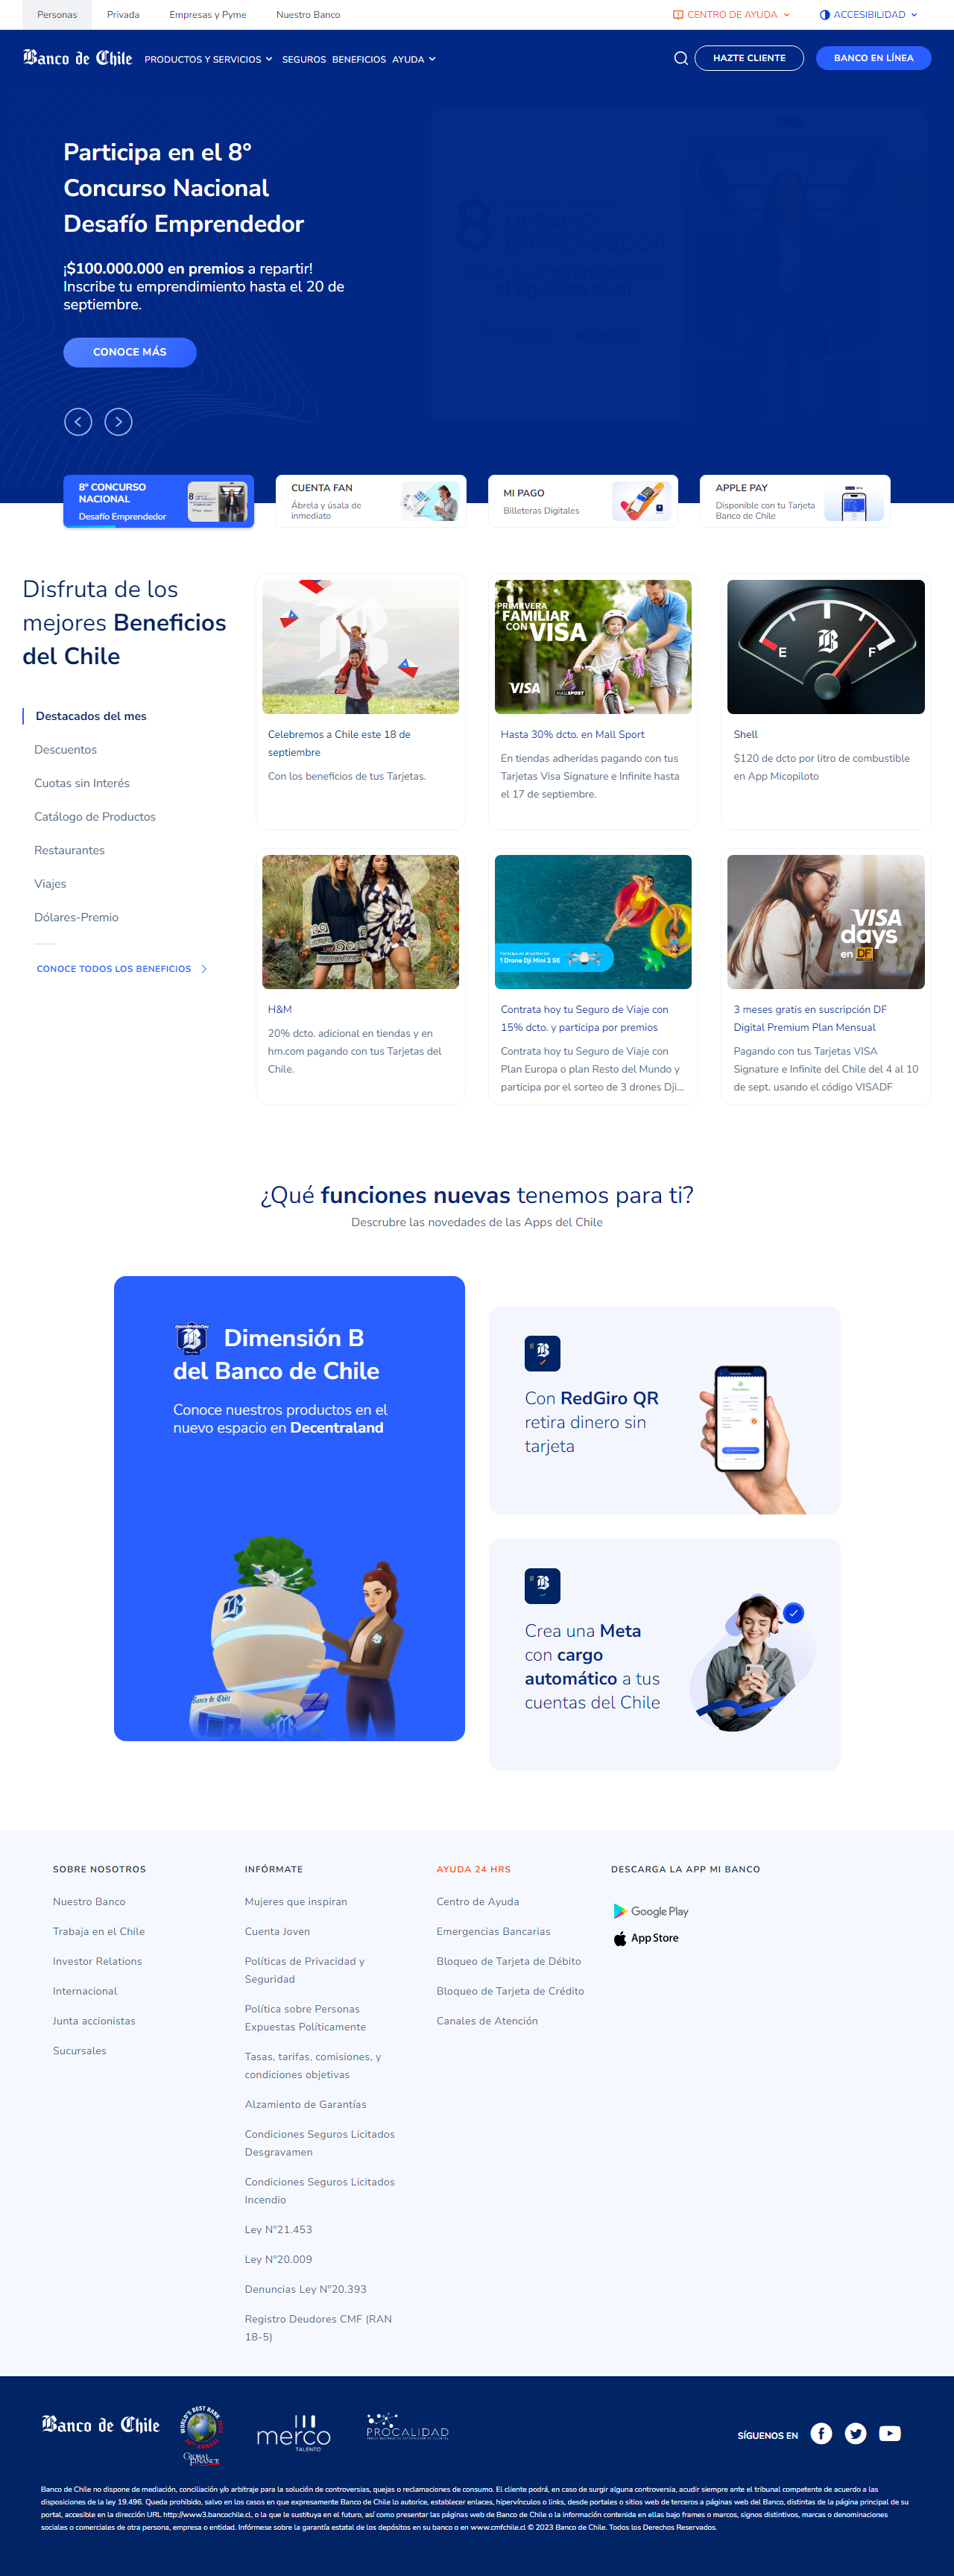 Personas
Privada
Empresas y Pyme
Nuestro Banco
CENTRO DE AYUDA
ACCESIBILIDAD
Banco de Chile
PRODUCTOS Y SERVICIOS
SEGUROS
BENEFICIOS
AYUDA
HAZTE CLIENTE
BANCO EN LÍNEA
Participa en el 8°
Concurso Nacional
Desafío Emprendedor
¡$100.000.000 en premios a repartir!
Inscribe tu emprendimiento hasta el 20 de
septiembre.
CONOCE MÁS
8
DESAFÍO
EMPRENDEDOR
8° CONCURSO
NACIONAL
Desafío Emprendedor
CUENTA FAN
Ábrela y úsala de
inmediato
MI PAGO
Billeteras Digitales
APPLE PAY
Disponible con tu Tarjeta
Banco de Chile
Disfruta de los
mejores Beneficios
del Chile
Destacados del mes
Descuentos
Cuotas sin Interés
Catálogo de Productos
Restaurantes
Viajes
Dólares-Premio
CONOCE TODOS LOS BENEFICIOS
Celebremos a Chile este 18 de
septiembre
Con los beneficios de tus Tarjetas.
PRIMAVERA
FAMILIAR
CON VISA
VISA
MALLSPORT
Hasta 30% dcto. en Mall Sport
En tiendas adheridas pagando con tus
Tarjetas Visa Signature e Infinite hasta
el 17 de septiembre.
E
B
F
Shell
$120 de dcto por litro de combustible
en App Micopiloto
H&M
20% dcto. adicional en tiendas y en
hm.com pagando con tus Tarjetas del
Chile.
Participa en el sorteo de
1 Drone Dji Mini 2 SE
Contrata hoy tu Seguro de Viaje con
15% dcto. y participa por premios
Contrata hoy tu Seguro de Viaje con
Plan Europa o plan Resto del Mundo y
participa por el sorteo de 3 drones Dji...
VISA
days
en DF
3 meses gratis en suscripción DF
Digital Premium Plan Mensual
Pagando con tus Tarjetas VISA
Signature e Infinite del Chile del 4 al 10
de sept. usando el código VISADF
¿Qué funciones nuevas tenemos para ti?
Descrubre las novedades de las Apps del Chile
DIMENSIÓN
B
Dimensión B
del Banco de Chile
Conoce nuestros productos en el
nuevo espacio en Decentraland
B
Banco de Chile
B
Con RedGiro QR
retira dinero sin
tarjeta
B
Crea una Meta
con cargo
automático a tus
cuentas del Chile
SOBRE NOSOTROS
Nuestro Banco
Trabaja en el Chile
Investor Relations
Internacional
Junta accionistas
Sucursales
INFÓRMATE
Mujeres que inspiran
Cuenta Joven
Políticas de Privacidad y
Seguridad
Política sobre Personas
Expuestas Políticamente
Tasas, tarifas, comisiones, y
condiciones objetivas
Alzamiento de Garantías
Condiciones Seguros Licitados
Desgravamen
Condiciones Seguros Licitados
Incendio
Ley N°21.453
Ley N°20.009
Denuncias Ley N°20.393
Registro Deudores CMF (RAN
18-5)
AYUDA 24 HRS
Centro de Ayuda
Emergencias Bancarias
Bloqueo de Tarjeta de Débito
Bloqueo de Tarjeta de Crédito
Canales de Atención
DESCARGA LA APP MI BANCO
Google Play
App Store
Banco de Chile
WORLD'S BEST BANK
GLOBAL
FINANCE
merco
TALENTO
PROCALIDAD
SÍGUENOS EN
Banco de Chile no dispone de mediación, conciliación y/o arbitraje para la solución de controversias, quejas o reclamaciones de consumo. El cliente podrá, en caso de surgir alguna controversia, acudir siempre ante el tribunal competente de acuerdo a las
disposiciones de la ley 19.496. Queda prohibido, salvo en los casos en que expresamente Banco de Chile lo autorice, establecer enlaces, hipervínculos o links, desde portales o sitios web de terceros a páginas web del Banco, distintas de la página principal de su
portal, accesible en la dirección URL http://www3.bancochile.cl, o la que le sustituya en el futuro, así como presentar las páginas web de Banco de Chile o la información contenida en ellas bajo frames o marcos, signos distintivos, marcas o denominaciones
sociales o comerciales de otra persona, empresa o entidad. Infórmese sobre la garantía estatal de los depósitos en su banco o en www.cmfchile.cl © 2023 Banco de Chile. Todos los Derechos Reservados.